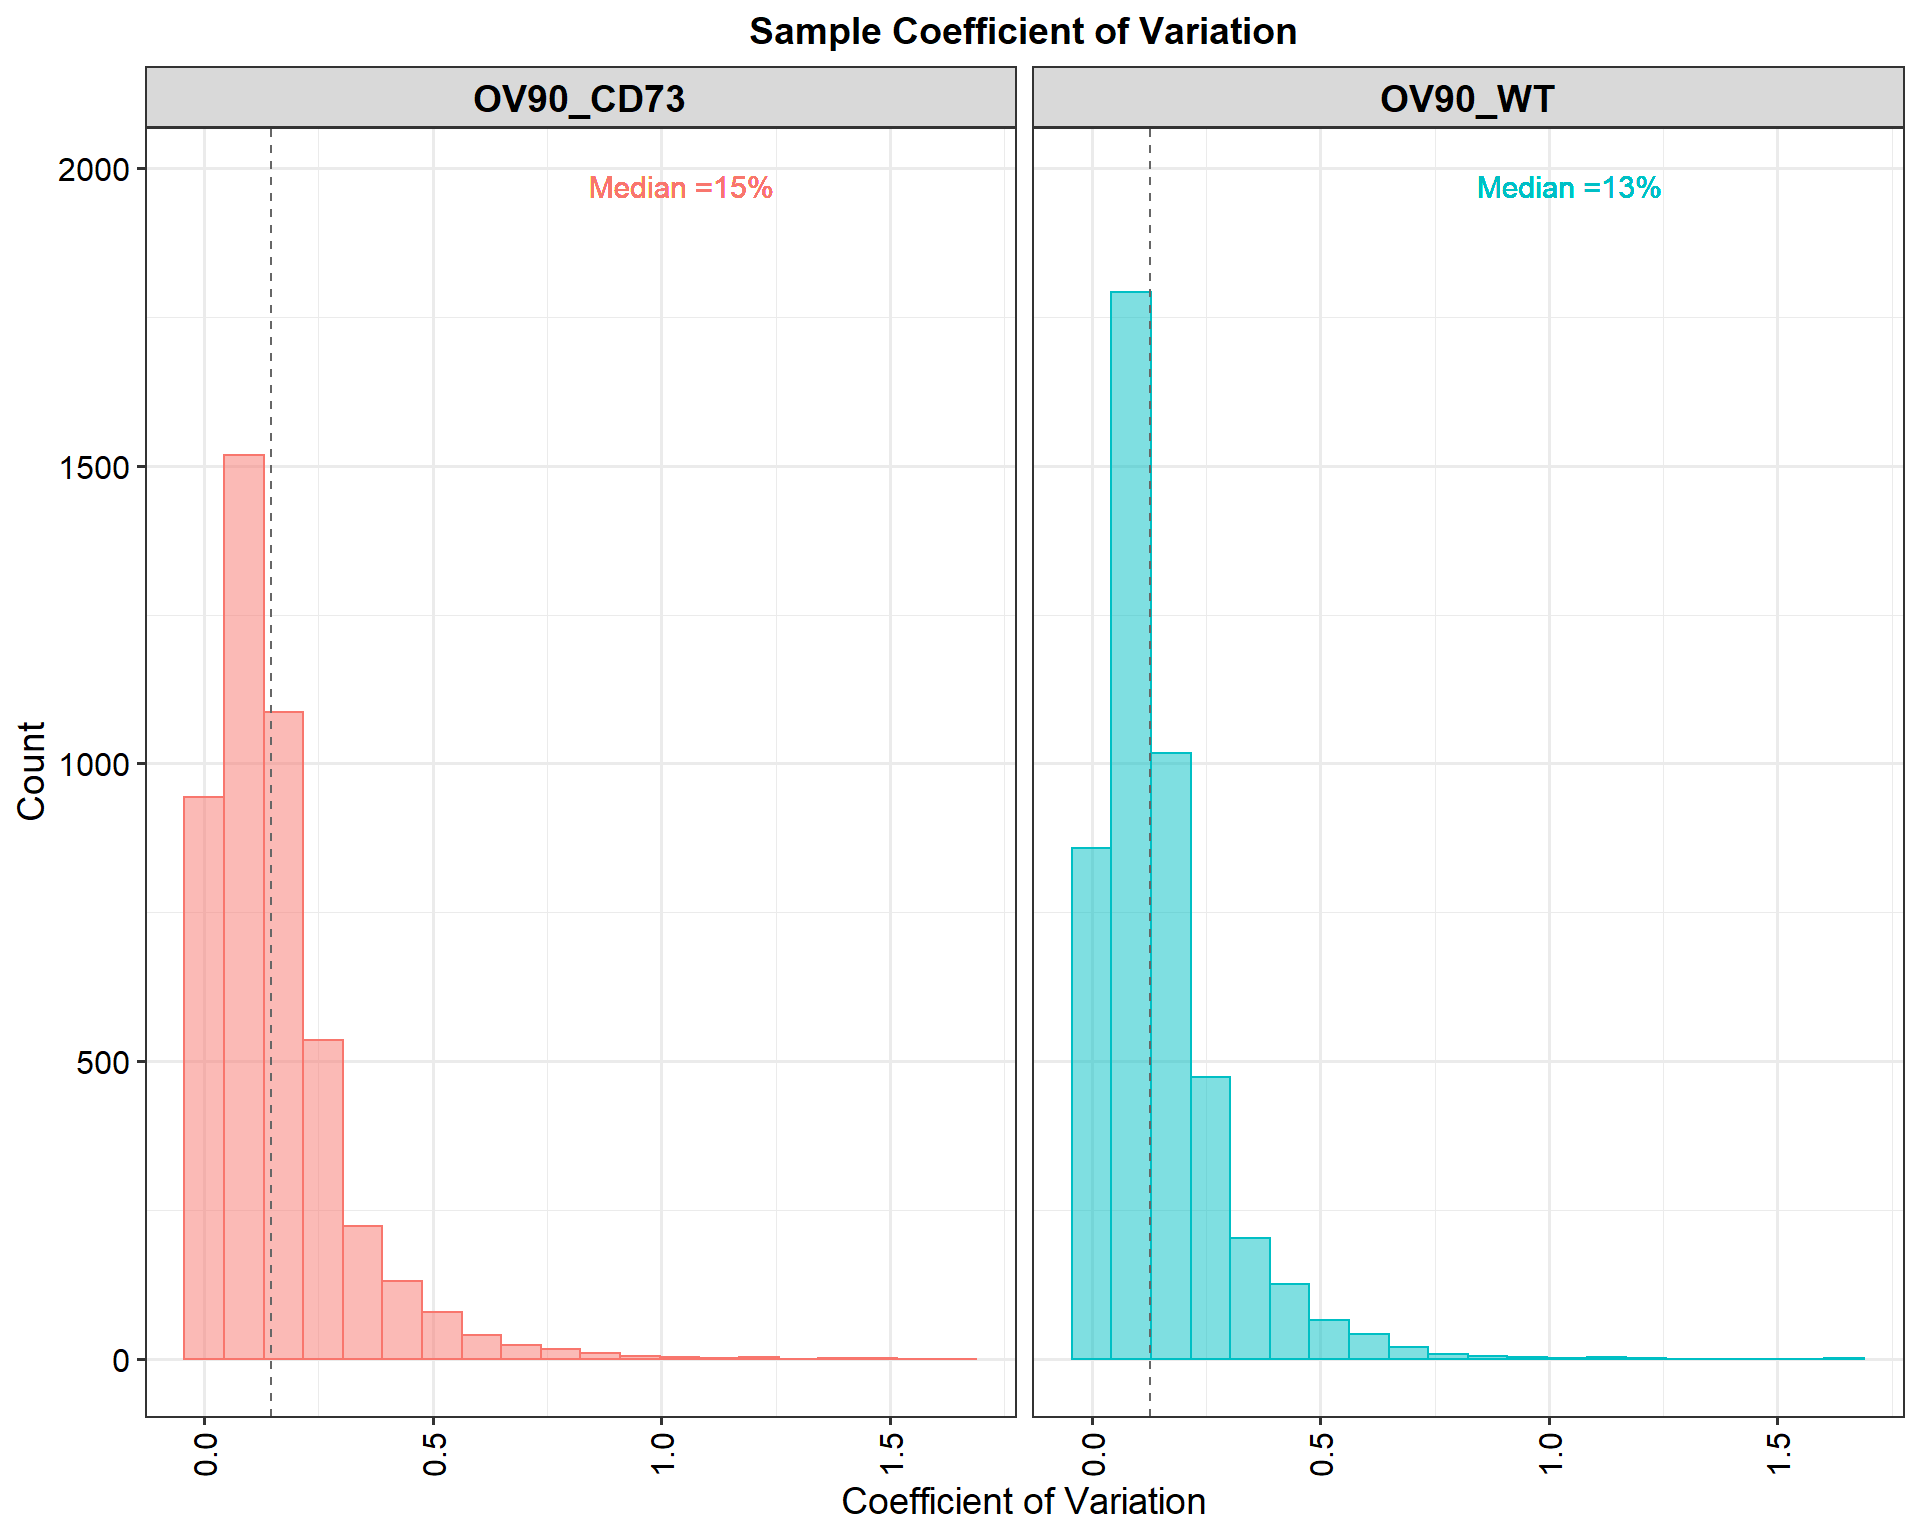 Sample Coefficient of Variation
OV90_CD73
OV90_WT
2000
1500
1000
500
0
Count
Median =15%
Median =13%
0.0
0.5
1.0
1.5
0.0
0.5
1.0
1.5
Coefficient of Variation